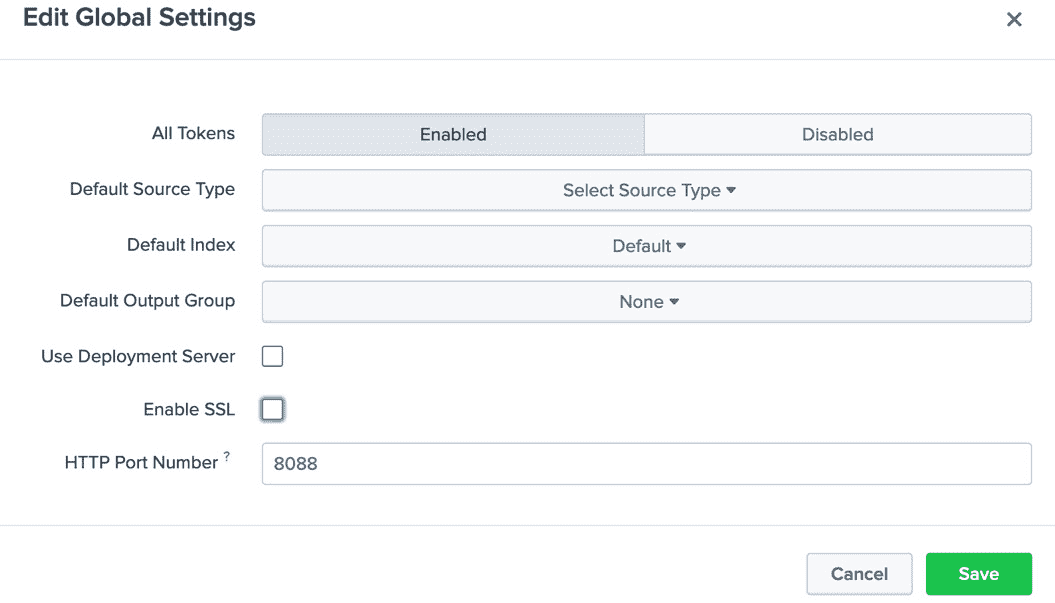 Edit Global Settings
All Tokens Enabled Disabled
Default Source Type Select Source Type
Default Index Default
Default Output Group None
Use Deployment Server
Enable SSL
HTTP Port Number ? 8088
Cancel Save